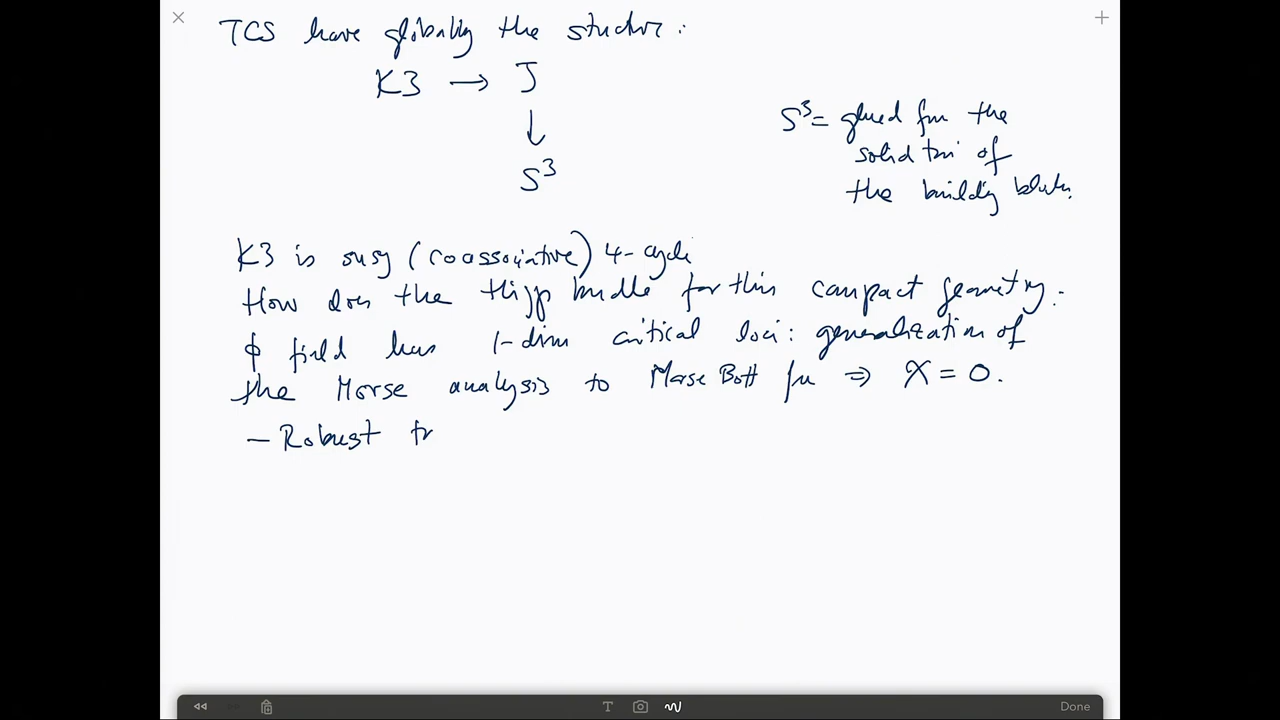 TCS have globally the structure:
K3 → J
↓
S³
S³ = glued from the
solid tori of
the building blocks.
K3 is susy (coassociative) 4-cycle
How does the Higgs bundle for this compact geometry:
ϕ field has 1-dim critical loci: generalization of
the Morse analysis to Morse Bott fn ⇒ χ = 0.
- Robust tr
T
Done